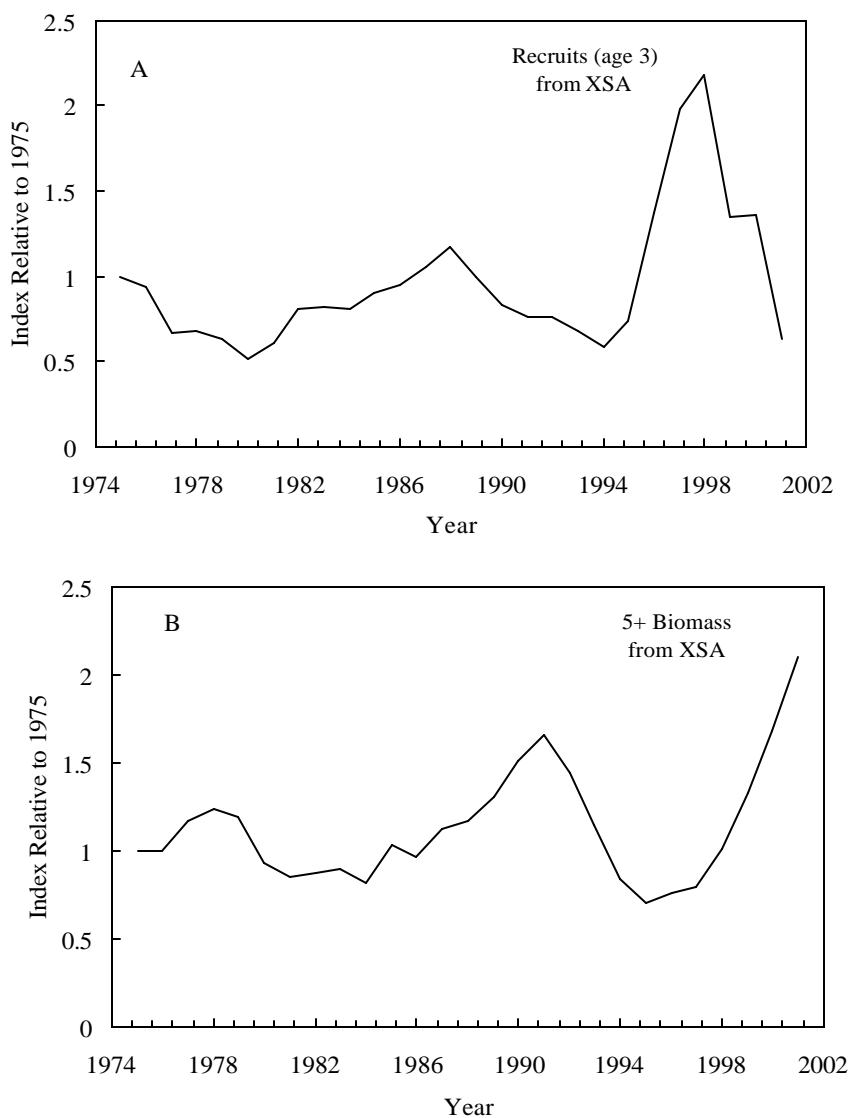 2.5
A
Recruits (age 3)
from XSA
2
1.5
1
0.5
0
Index Relative to 1975
1974 1978 1982 1986 1990 1994 1998 2002
Year
2.5
B
5+ Biomass
from XSA
2
1.5
1
0.5
0
Index Relative to 1975
1974 1978 1982 1986 1990 1994 1998 2002
Year